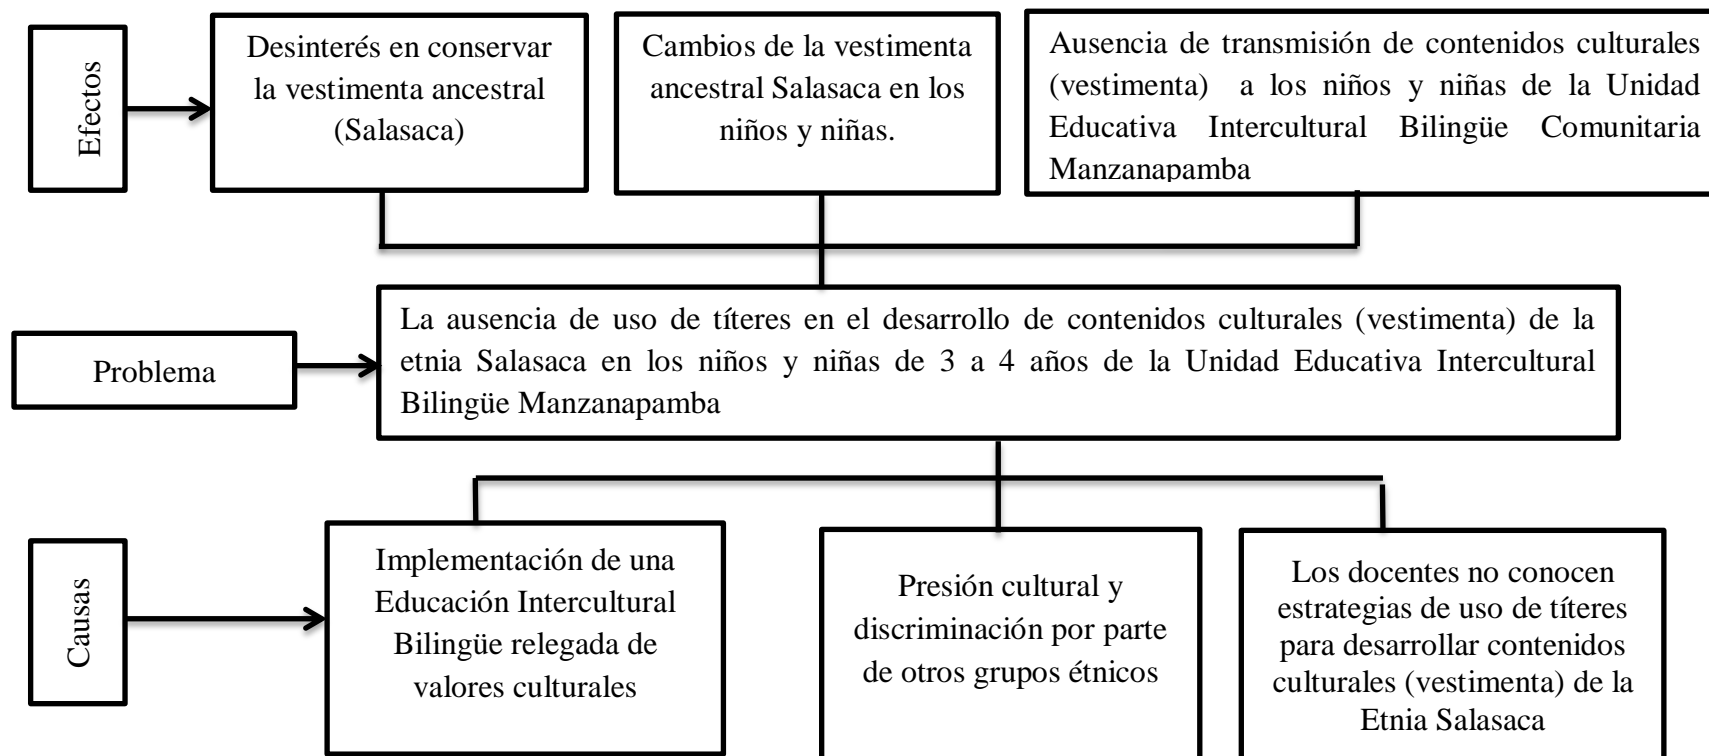 Efectos
Desinterés en conservar
la vestimenta ancestral
(Salasaca)
Cambios de la vestimenta
ancestral Salasaca en los
niños y niñas.
Ausencia de transmisión de contenidos culturales
(vestimenta) a los niños y niñas de la Unidad
Educativa Intercultural Bilingüe Comunitaria
Manzanapamba
Problema
La ausencia de uso de títeres en el desarrollo de contenidos culturales (vestimenta) de la
etnia Salasaca en los niños y niñas de 3 a 4 años de la Unidad Educativa Intercultural
Bilingüe Manzanapamba
Causas
Implementación de una
Educación Intercultural
Bilingüe relegada de
valores culturales
Presión cultural y
discriminación por parte
de otros grupos étnicos
Los docentes no conocen
estrategias de uso de títeres
para desarrollar contenidos
culturales (vestimenta) de la
Etnia Salasaca